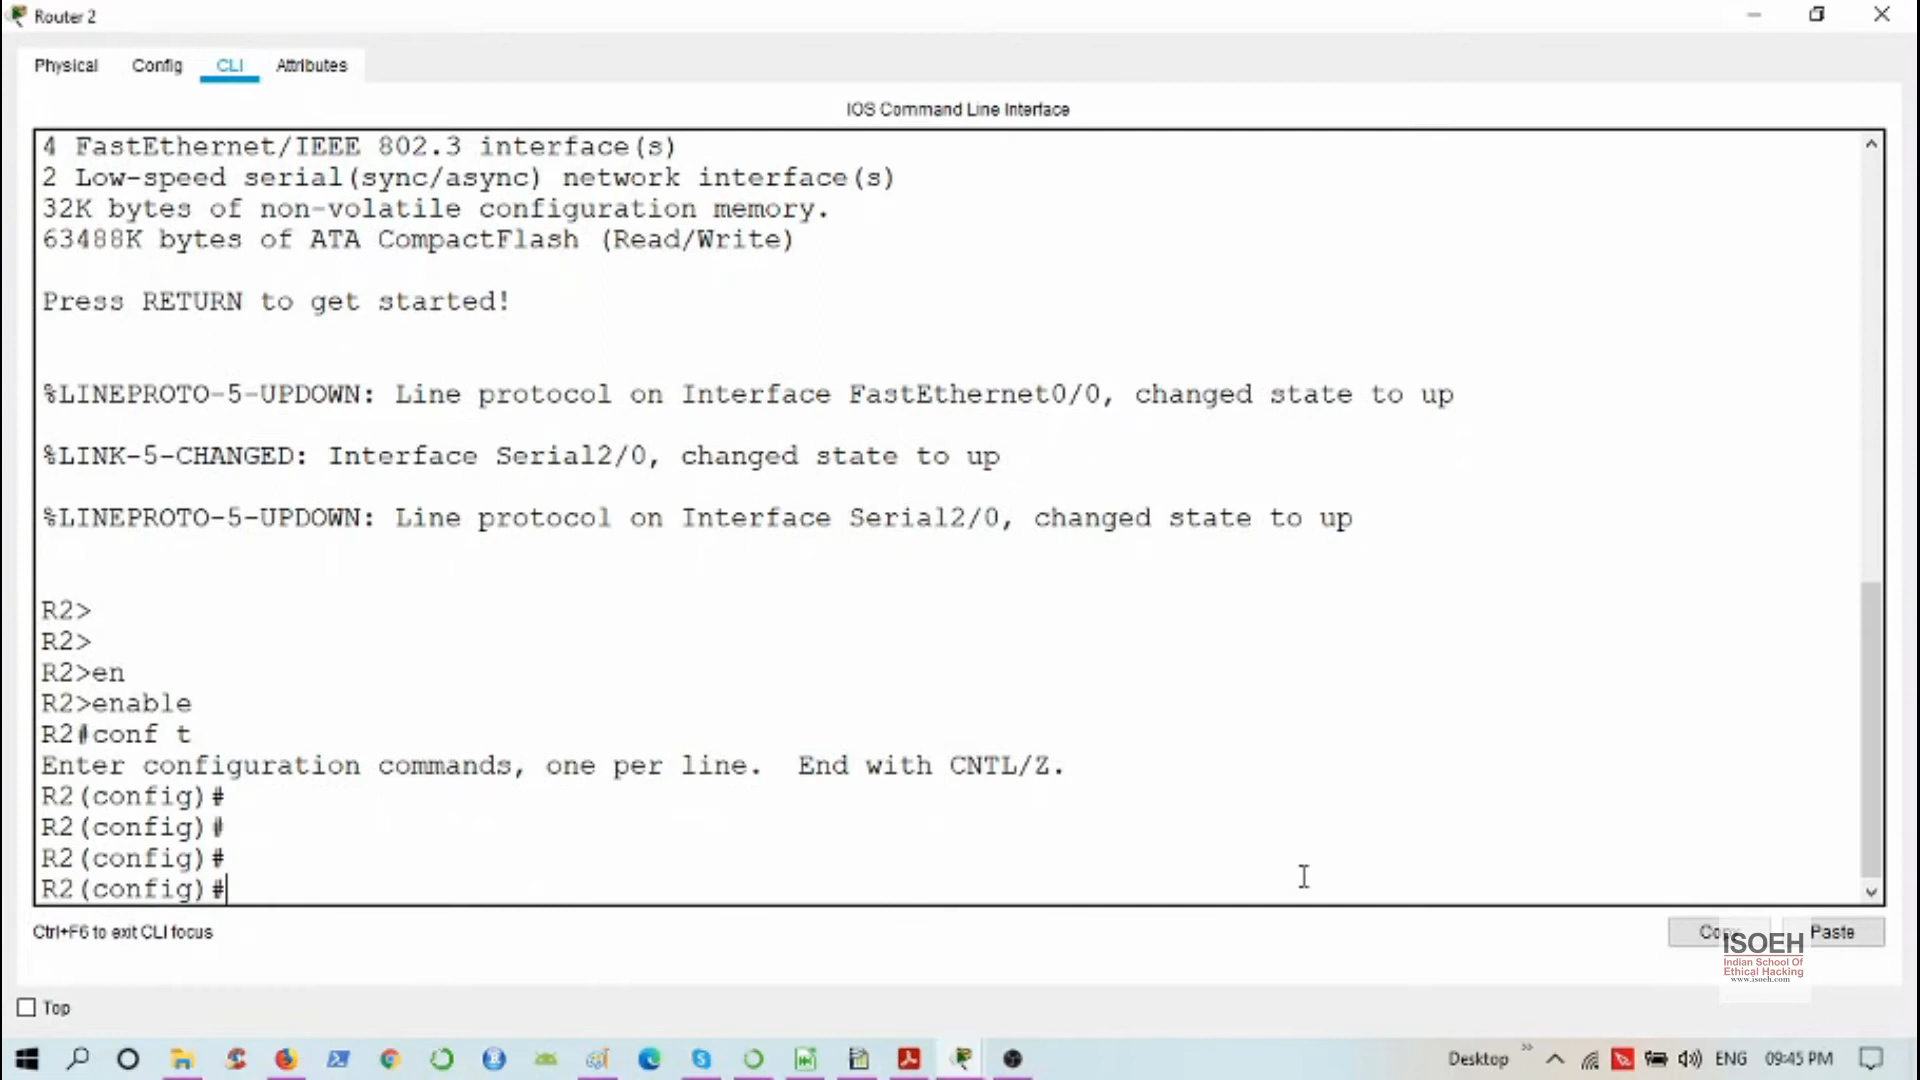 Router 2
Physical Config CLI Attributes
IOS Command Line Interface
4 FastEthernet/IEEE 802.3 interface(s)
2 Low-speed serial(sync/async) network interface(s)
32K bytes of non-volatile configuration memory.
63488K bytes of ATA CompactFlash (Read/Write)
Press RETURN to get started!
%LINEPROTO-5-UPDOWN: Line protocol on Interface FastEthernet0/0, changed state to up
%LINK-5-CHANGED: Interface Serial2/0, changed state to up
%LINEPROTO-5-UPDOWN: Line protocol on Interface Serial2/0, changed state to up
R2>
R2>
R2>en
R2>enable
R2#conf t
Enter configuration commands, one per line.  End with CNTL/Z.
R2(config)#
R2(config)#
R2(config)#
R2(config)#
Ctrl+F6 to exit CLI focus
Paste
ISOEH
Indian School Of
Ethical Hacking
www.isoeh.com
Top
Desktop ENG 09:45 PM